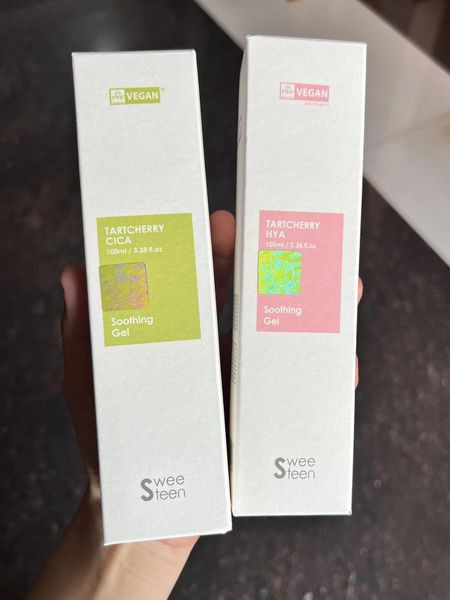 VEGAN
TARTCHERRY
CICA
100ml / 3.38 fl.oz
Soothing
Gel
Swee
Steen
VEGAN
TARTCHERRY
HYA
100ml / 3.38 fl.oz
Soothing
Gel
Swee
Steen